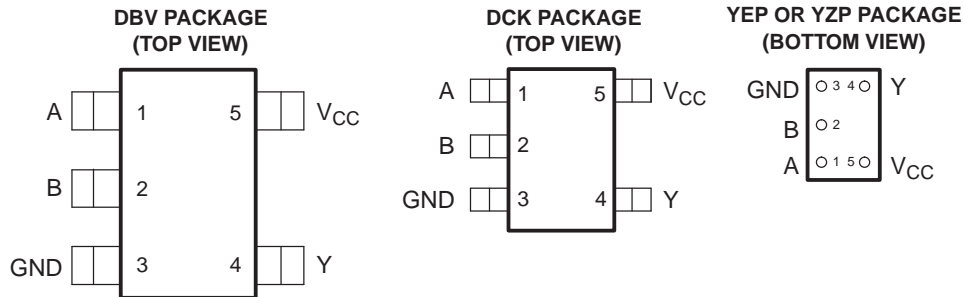 DBV PACKAGE
(TOP VIEW)
A 1 5 VCC
B 2
GND 3 4 Y
DCK PACKAGE
(TOP VIEW)
A 1 5 VCC
B 2
GND 3 4 Y
YEP OR YZP PACKAGE
(BOTTOM VIEW)
GND 3 4 Y
B 2
A 1 5 VCC